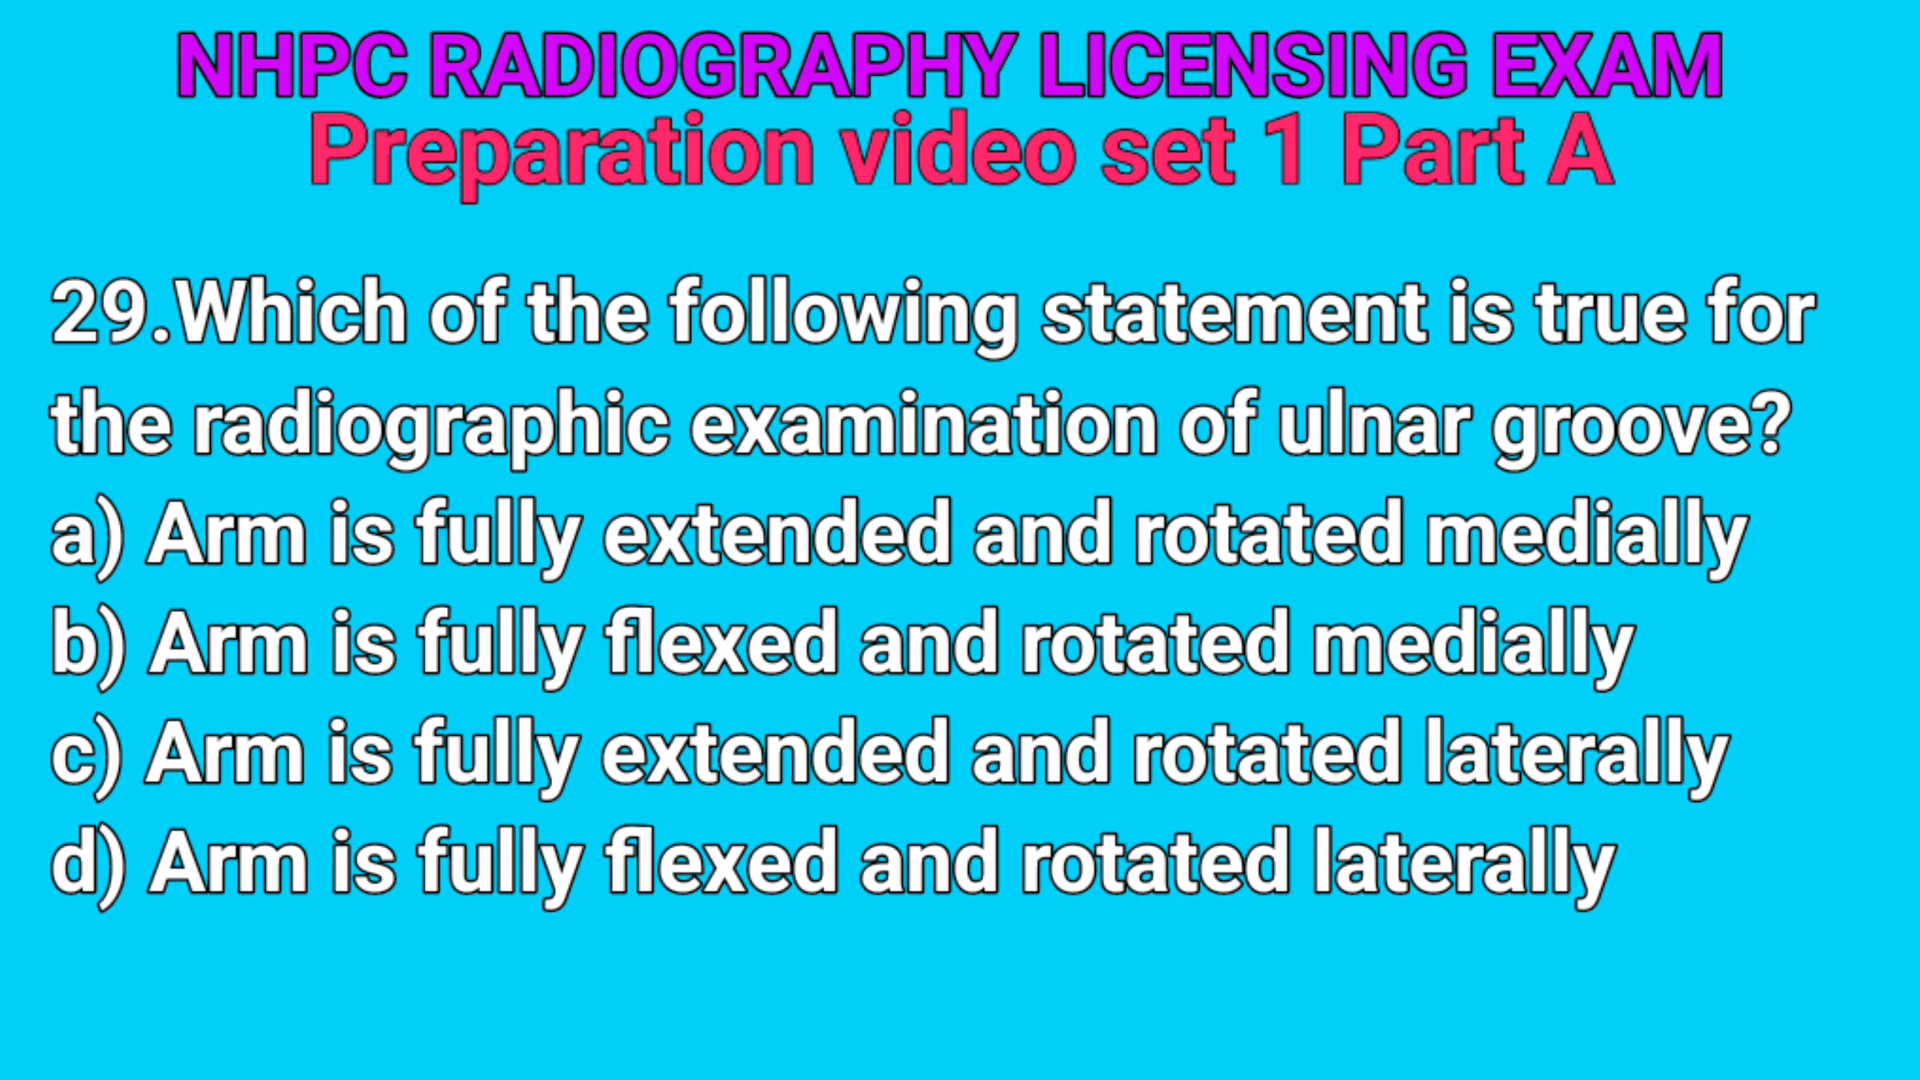 NHPC RADIOGRAPHY LICENSING EXAM
Preparation video set 1 Part A
29.Which of the following statement is true for
the radiographic examination of ulnar groove?
a) Arm is fully extended and rotated medially
b) Arm is fully flexed and rotated medially
c) Arm is fully extended and rotated laterally
d) Arm is fully flexed and rotated laterally